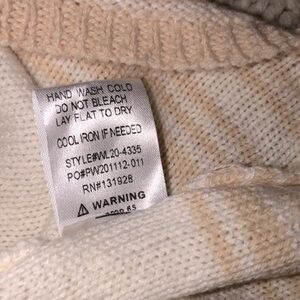 HAND WASH COLD
DO NOT BLEACH
LAY FLAT TO DRY
COOL IRON IF NEEDED
STYLE#WL20-4335
PO#PW201112-011
RN#131928
⚠ WARNING